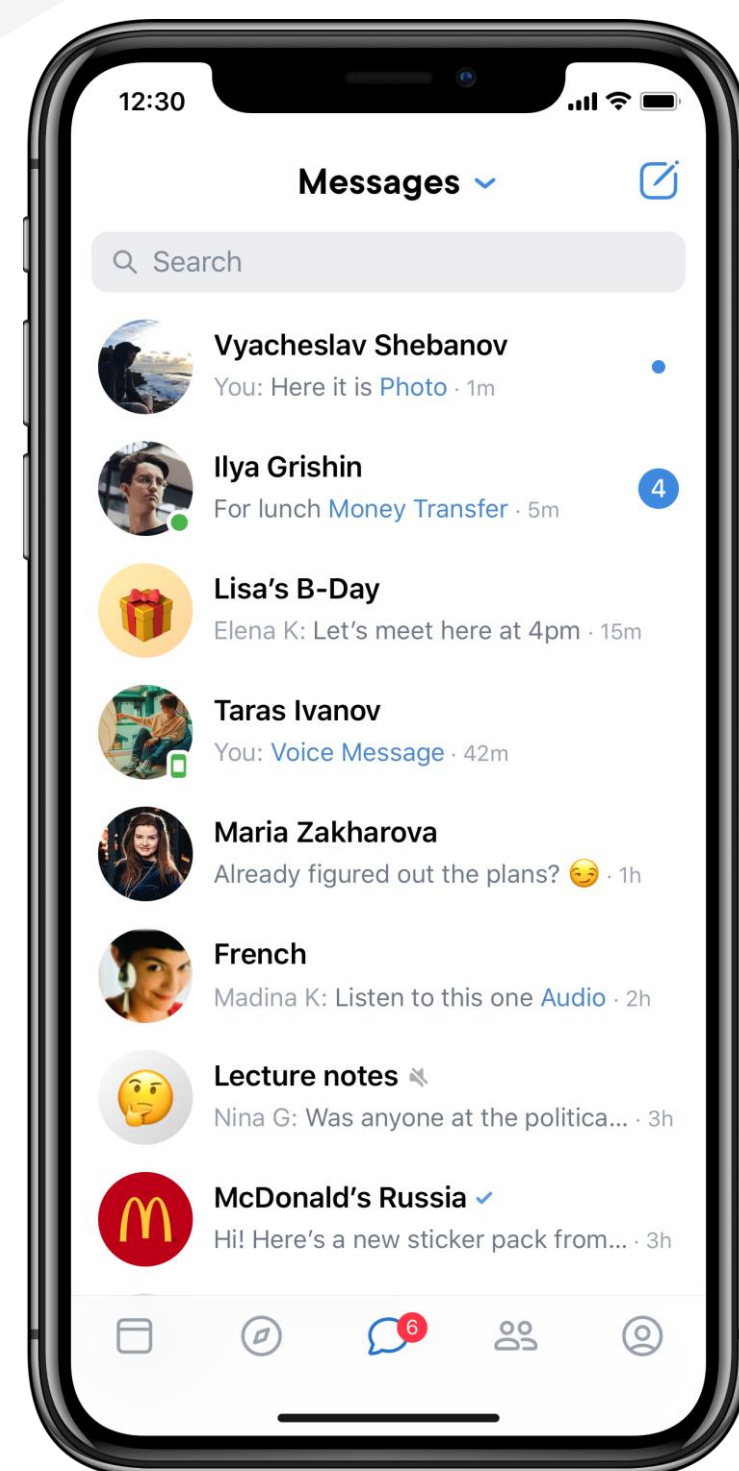 12:30
Messages
Search
Vyacheslav Shebanov
You: Here it is Photo · 1m
Ilya Grishin
For lunch Money Transfer · 5m
4
Lisa’s B-Day
Elena K: Let’s meet here at 4pm · 15m
Taras Ivanov
You: Voice Message · 42m
Maria Zakharova
Already figured out the plans? 😏 · 1h
French
Madina K: Listen to this one Audio · 2h
Lecture notes
Nina G: Was anyone at the politica... · 3h
McDonald’s Russia
Hi! Here’s a new sticker pack from... · 3h
6